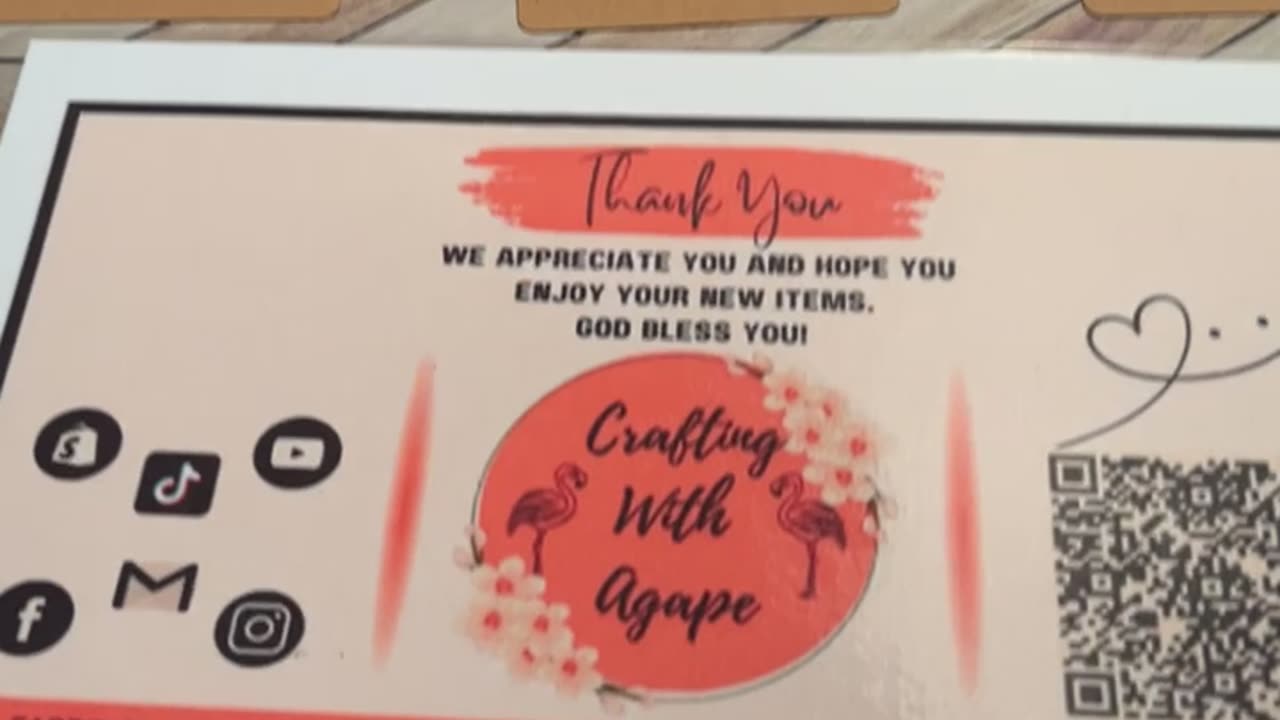 Thank You
WE APPRECIATE YOU AND HOPE YOU
ENJOY YOUR NEW ITEMS.
GOD BLESS YOU!
Crafting
With
Agape